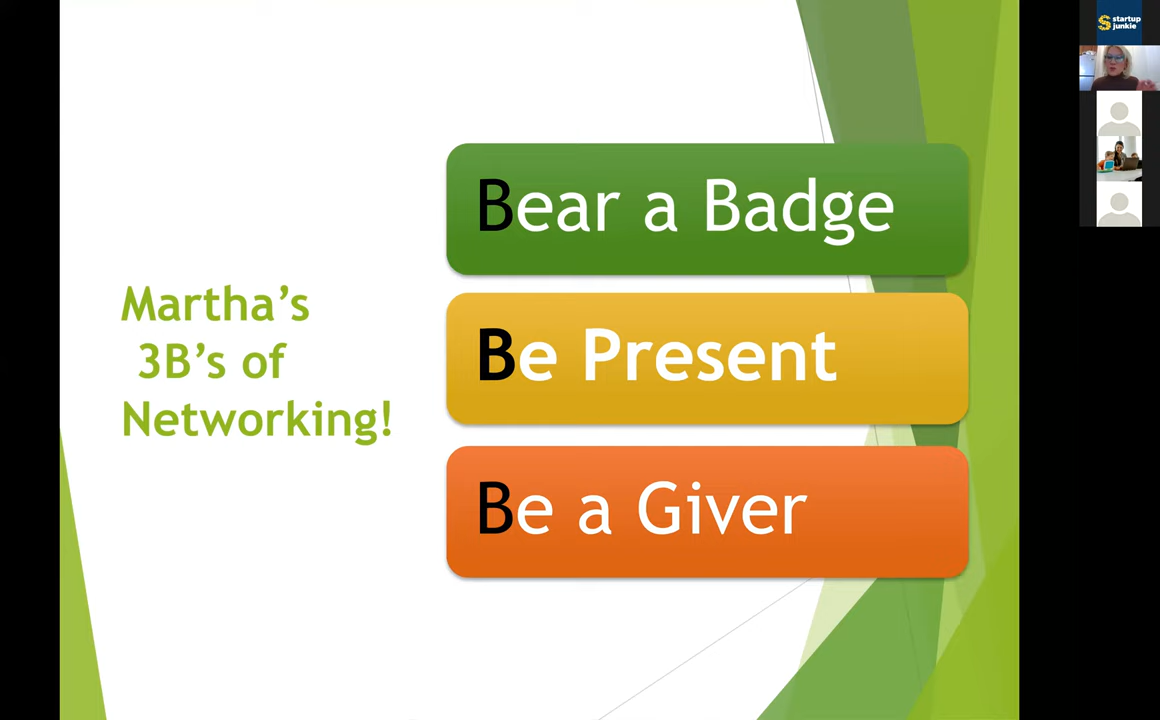 startup
junkie
Martha’s
3B’s of
Networking!
Bear a Badge
Be Present
Be a Giver